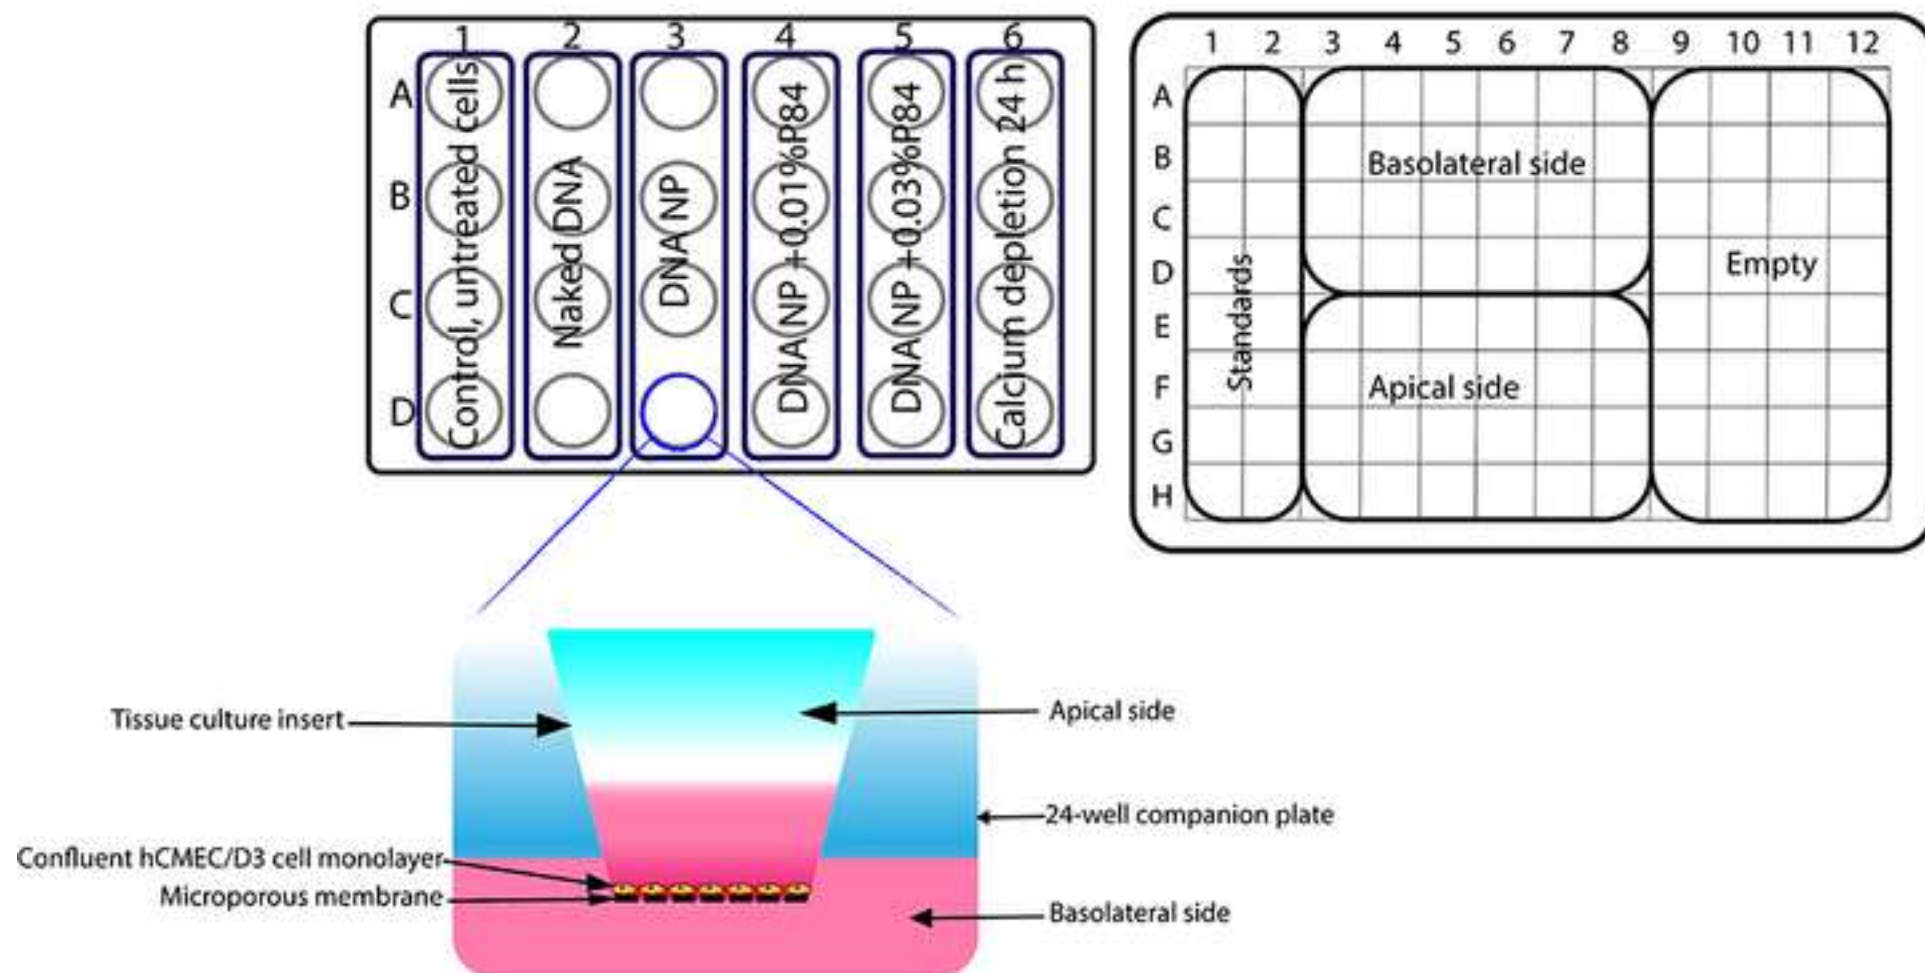 1 2 3 4 5 6
A
B
C
D
Control, untreated cells
Naked DNA
DNA NP
DNA NP +0.01%P84
DNA NP +0.03%P84
Calcium depletion 24 h
1 2 3 4 5 6 7 8 9 10 11 12
A
B
C
D
E
F
G
H
Standards
Basolateral side
Apical side
Empty
Tissue culture insert
Apical side
24-well companion plate
Confluent hCMEC/D3 cell monolayer
Microporous membrane
Basolateral side